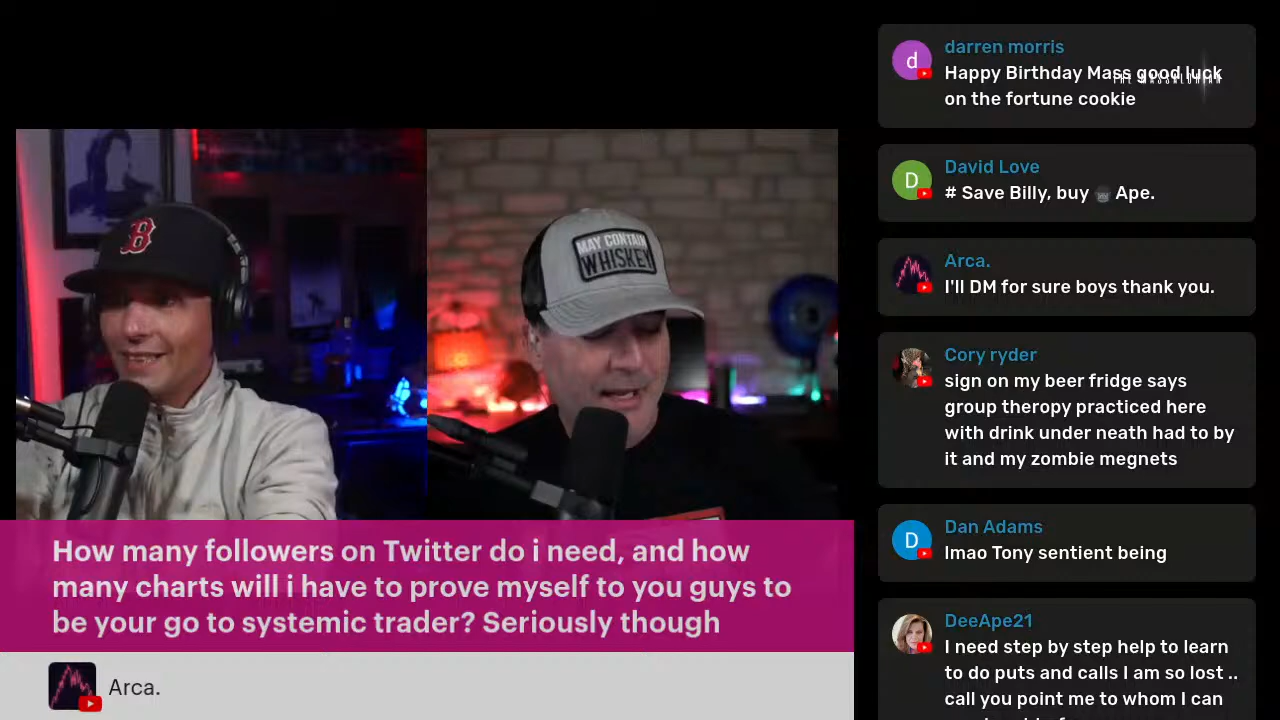 B
MAY CONTAIN
WHISKEY
How many followers on Twitter do i need, and how
many charts will i have to prove myself to you guys to
be your go to systemic trader? Seriously though
Arca.
d
darren morris
Happy Birthday Mass good luck
on the fortune cookie
D
David Love
# Save Billy, buy 🦍 Ape.
Arca.
I'll DM for sure boys thank you.
Cory ryder
sign on my beer fridge says
group theropy practiced here
with drink under neath had to by
it and my zombie megnets
D
Dan Adams
lmao Tony sentient being
DeeApe21
I need step by step help to learn
to do puts and calls I am so lost ..
call you point me to whom I can